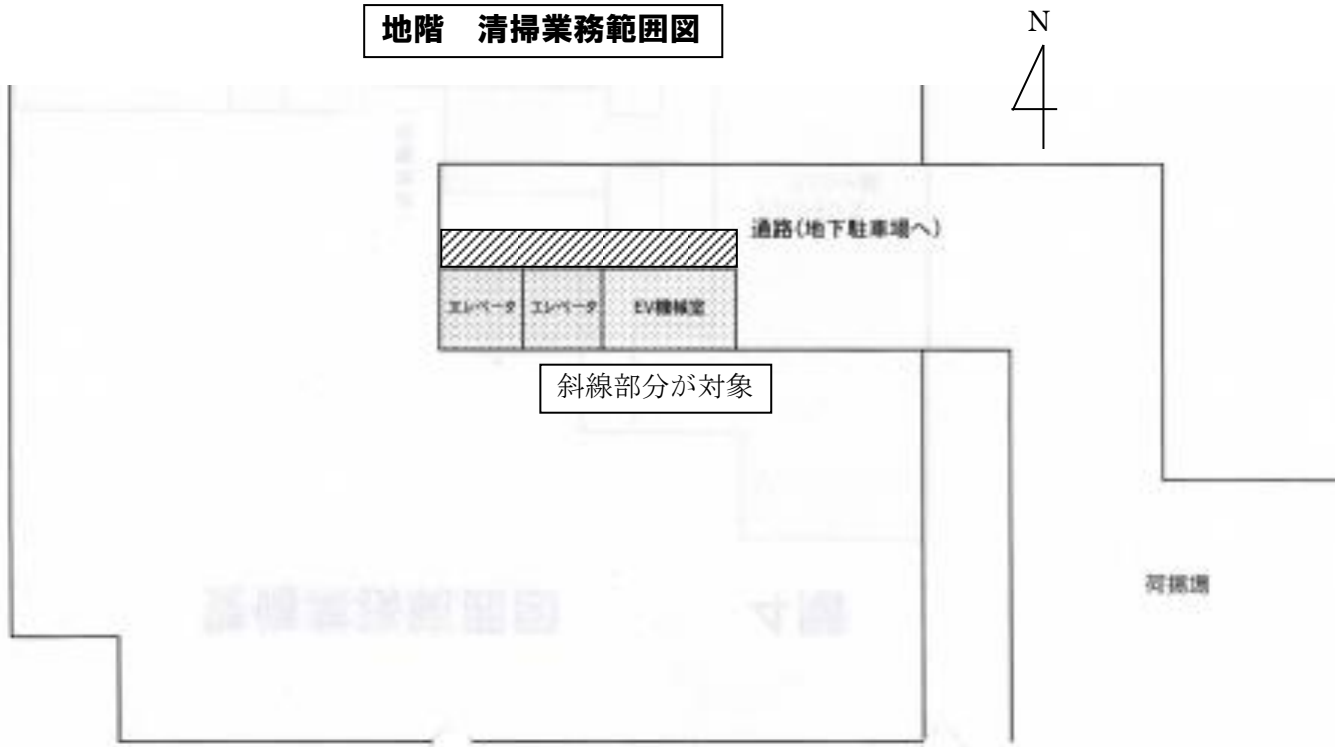 地階　清掃業務範囲図
N
通路(地下駐車場へ)
エレベータ
エレベータ
EV機械室
斜線部分が対象
荷捌場
4階